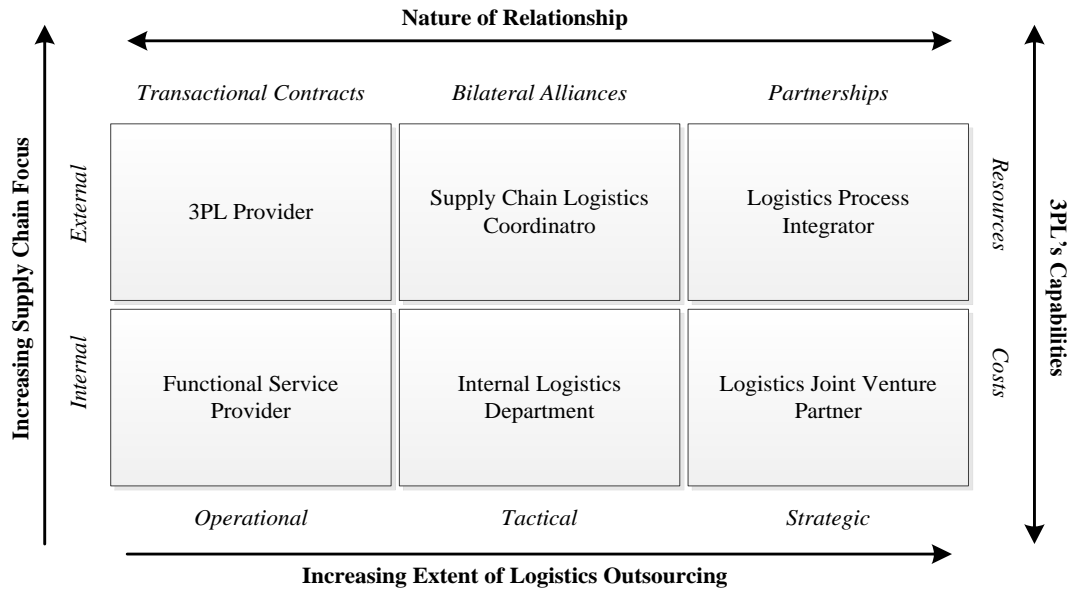 Nature of Relationship
Transactional Contracts
Bilateral Alliances
Partnerships
Increasing Supply Chain Focus
External
3PL Provider
Supply Chain Logistics
Coordinatro
Logistics Process
Integrator
Resources
3PL's Capabilities
Internal
Functional Service
Provider
Internal Logistics
Department
Logistics Joint Venture
Partner
Costs
Operational
Tactical
Strategic
Increasing Extent of Logistics Outsourcing